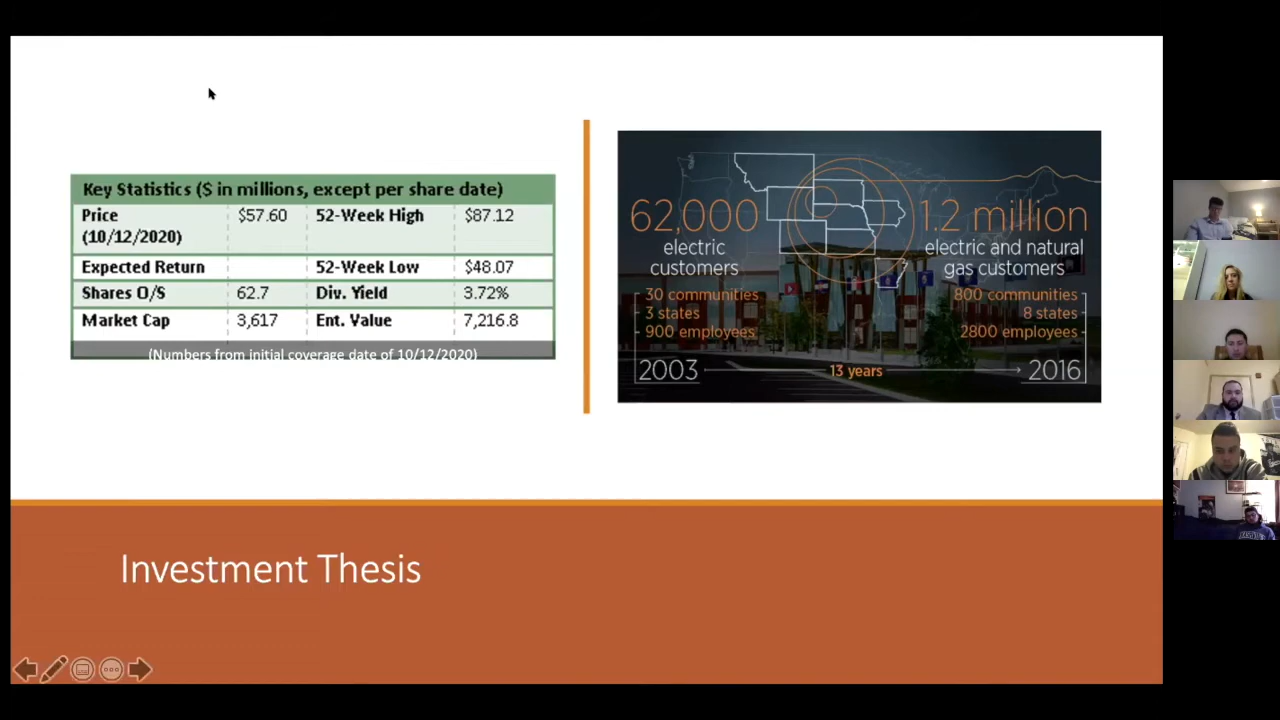 Key Statistics ($ in millions, except per share date)
Price $57.60 52-Week High $87.12
(10/12/2020)
Expected Return 52-Week Low $48.07
Shares O/S 62.7 Div. Yield 3.72%
Market Cap 3,617 Ent. Value 7,216.8
(Numbers from initial coverage date of 10/12/2020)
62,000
electric
customers
30 communities
3 states
900 employees
2003
13 years
1.2 million
electric and natural
gas customers
800 communities
8 states
2800 employees
2016
Investment Thesis